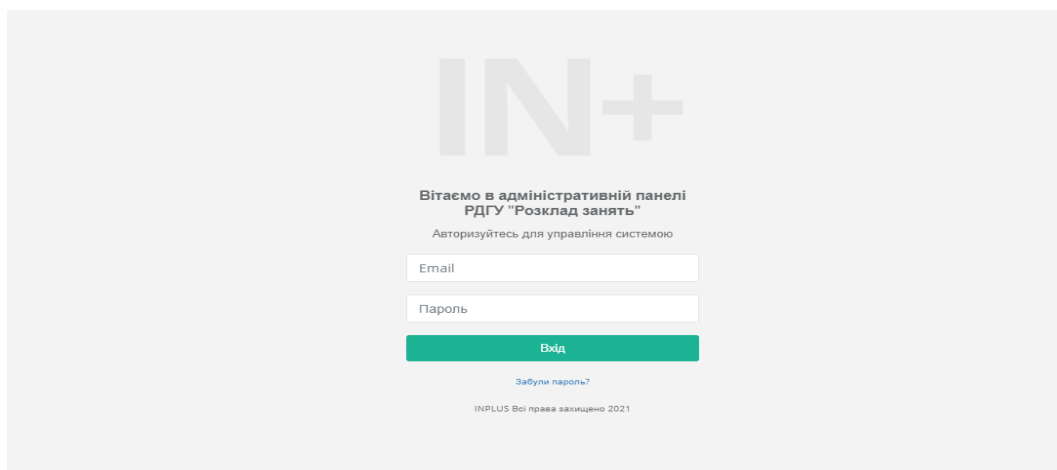 IN+
Вітаємо в адміністративній панелі
РДГУ "Розклад занять"
Авторизуйтесь для управління системою
Email
Пароль
Вхід
Забули пароль?
INPLUS Всі права захищено 2021